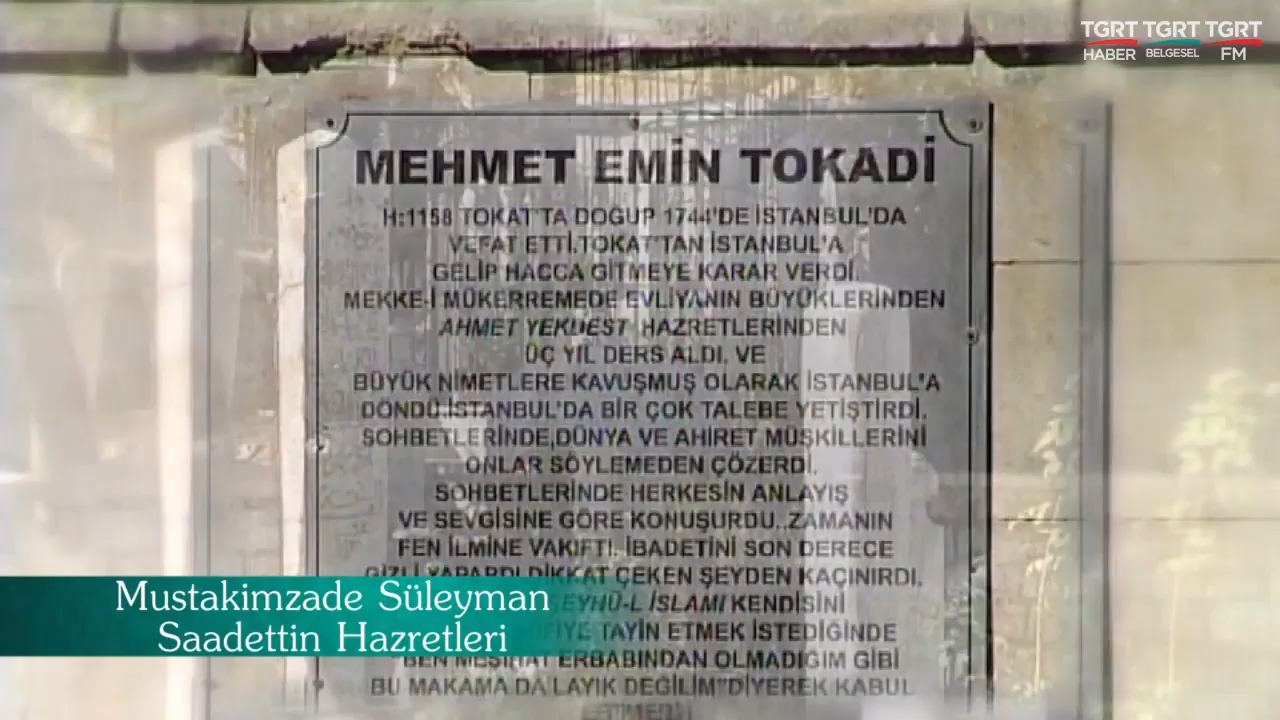 TGRT TGRT TGRT
HABER BELGESEL FM
MEHMET EMİN TOKADİ
H:1158 TOKAT'TA DOĞUP 1744'DE İSTANBUL'DA
VEFAT ETTİ.TOKAT'TAN İSTANBUL'A
GELİP HACCA GİTMEYE KARAR VERDİ.
MEKKE-İ MÜKERREMEDE EVLİYANIN BÜYÜKLERİNDEN
AHMET YEKDEST HAZRETLERİNDEN
ÜÇ YIL DERS ALDI. VE
BÜYÜK NİMETLERE KAVUŞMUŞ OLARAK İSTANBUL'A
DÖNDÜ.İSTANBUL'DA BİR ÇOK TALEBE YETİŞTİRDİ.
SOHBETLERİNDE,DÜNYA VE AHİRET MÜŞKİLLERİNİ
ONLAR SÖYLEMEDEN ÇÖZERDİ.
SOHBETLERİNDE HERKESİN ANLAYIŞ
VE SEVGİSİNE GÖRE KONUŞURDU..ZAMANIN
FEN İLMİNE VAKIFTI. İBADETİNİ SON DERECE
GİZLİ YAPARDI.DİKKAT ÇEKEN ŞEYDEN KAÇINIRDI.
İSLAMI KENDİSİNİ
TAYİN ETMEK İSTEDİĞİNDE
"BEN MEŞİHAT ERBABINDAN OLMADIĞIM GİBİ
BU MAKAMA DA LAYIK DEĞİLİM"DİYEREK KABUL
Mustakimzade Süleyman
Saadettin Hazretleri